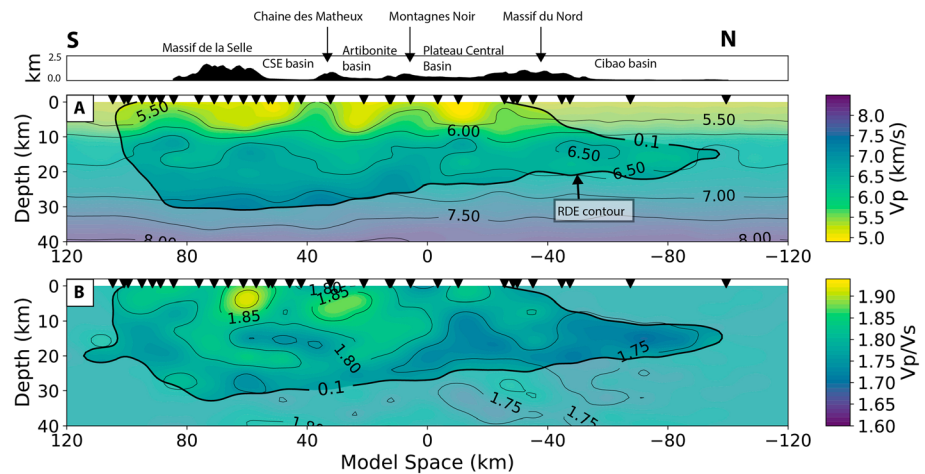 Chaine des Matheux Montagnes Noir Massif du Nord
S N
Massif de la Selle CSE basin Artibonite basin Plateau Central Basin Cibao basin
km
2.5
0.0
A
Depth (km)
0
10
20
30
40
5.50 6.00 5.50
0.1
6.50
6.50
7.00
7.50
8.00 8.00
RDE contour
120 80 40 0 −40 −80 −120
Vp (km/s)
8.0
7.5
7.0
6.5
6.0
5.5
5.0
B
Depth (km)
0
10
20
30
40
1.80
1.85
1.85
1.80
1.75
0.1
1.75
1.75
120 80 40 0 −40 −80 −120
Model Space (km)
Vp/Vs
1.90
1.85
1.80
1.75
1.70
1.65
1.60